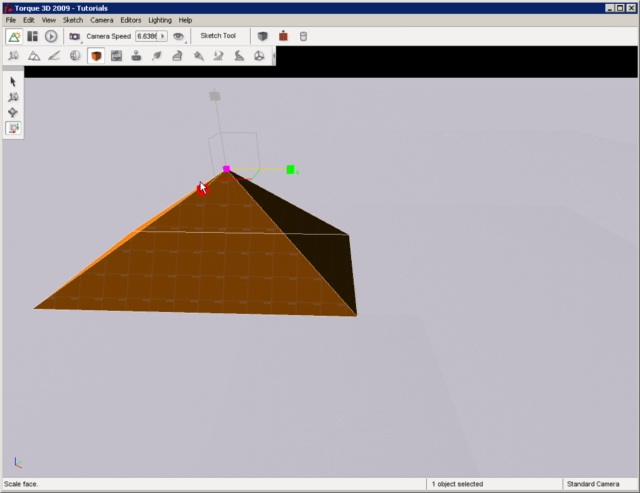 Torque 3D 2009 - Tutorials
File Edit View Sketch Camera Editors Lighting Help
Camera Speed 6.638 Sketch Tool
Scale face. 1 object selected Standard Camera